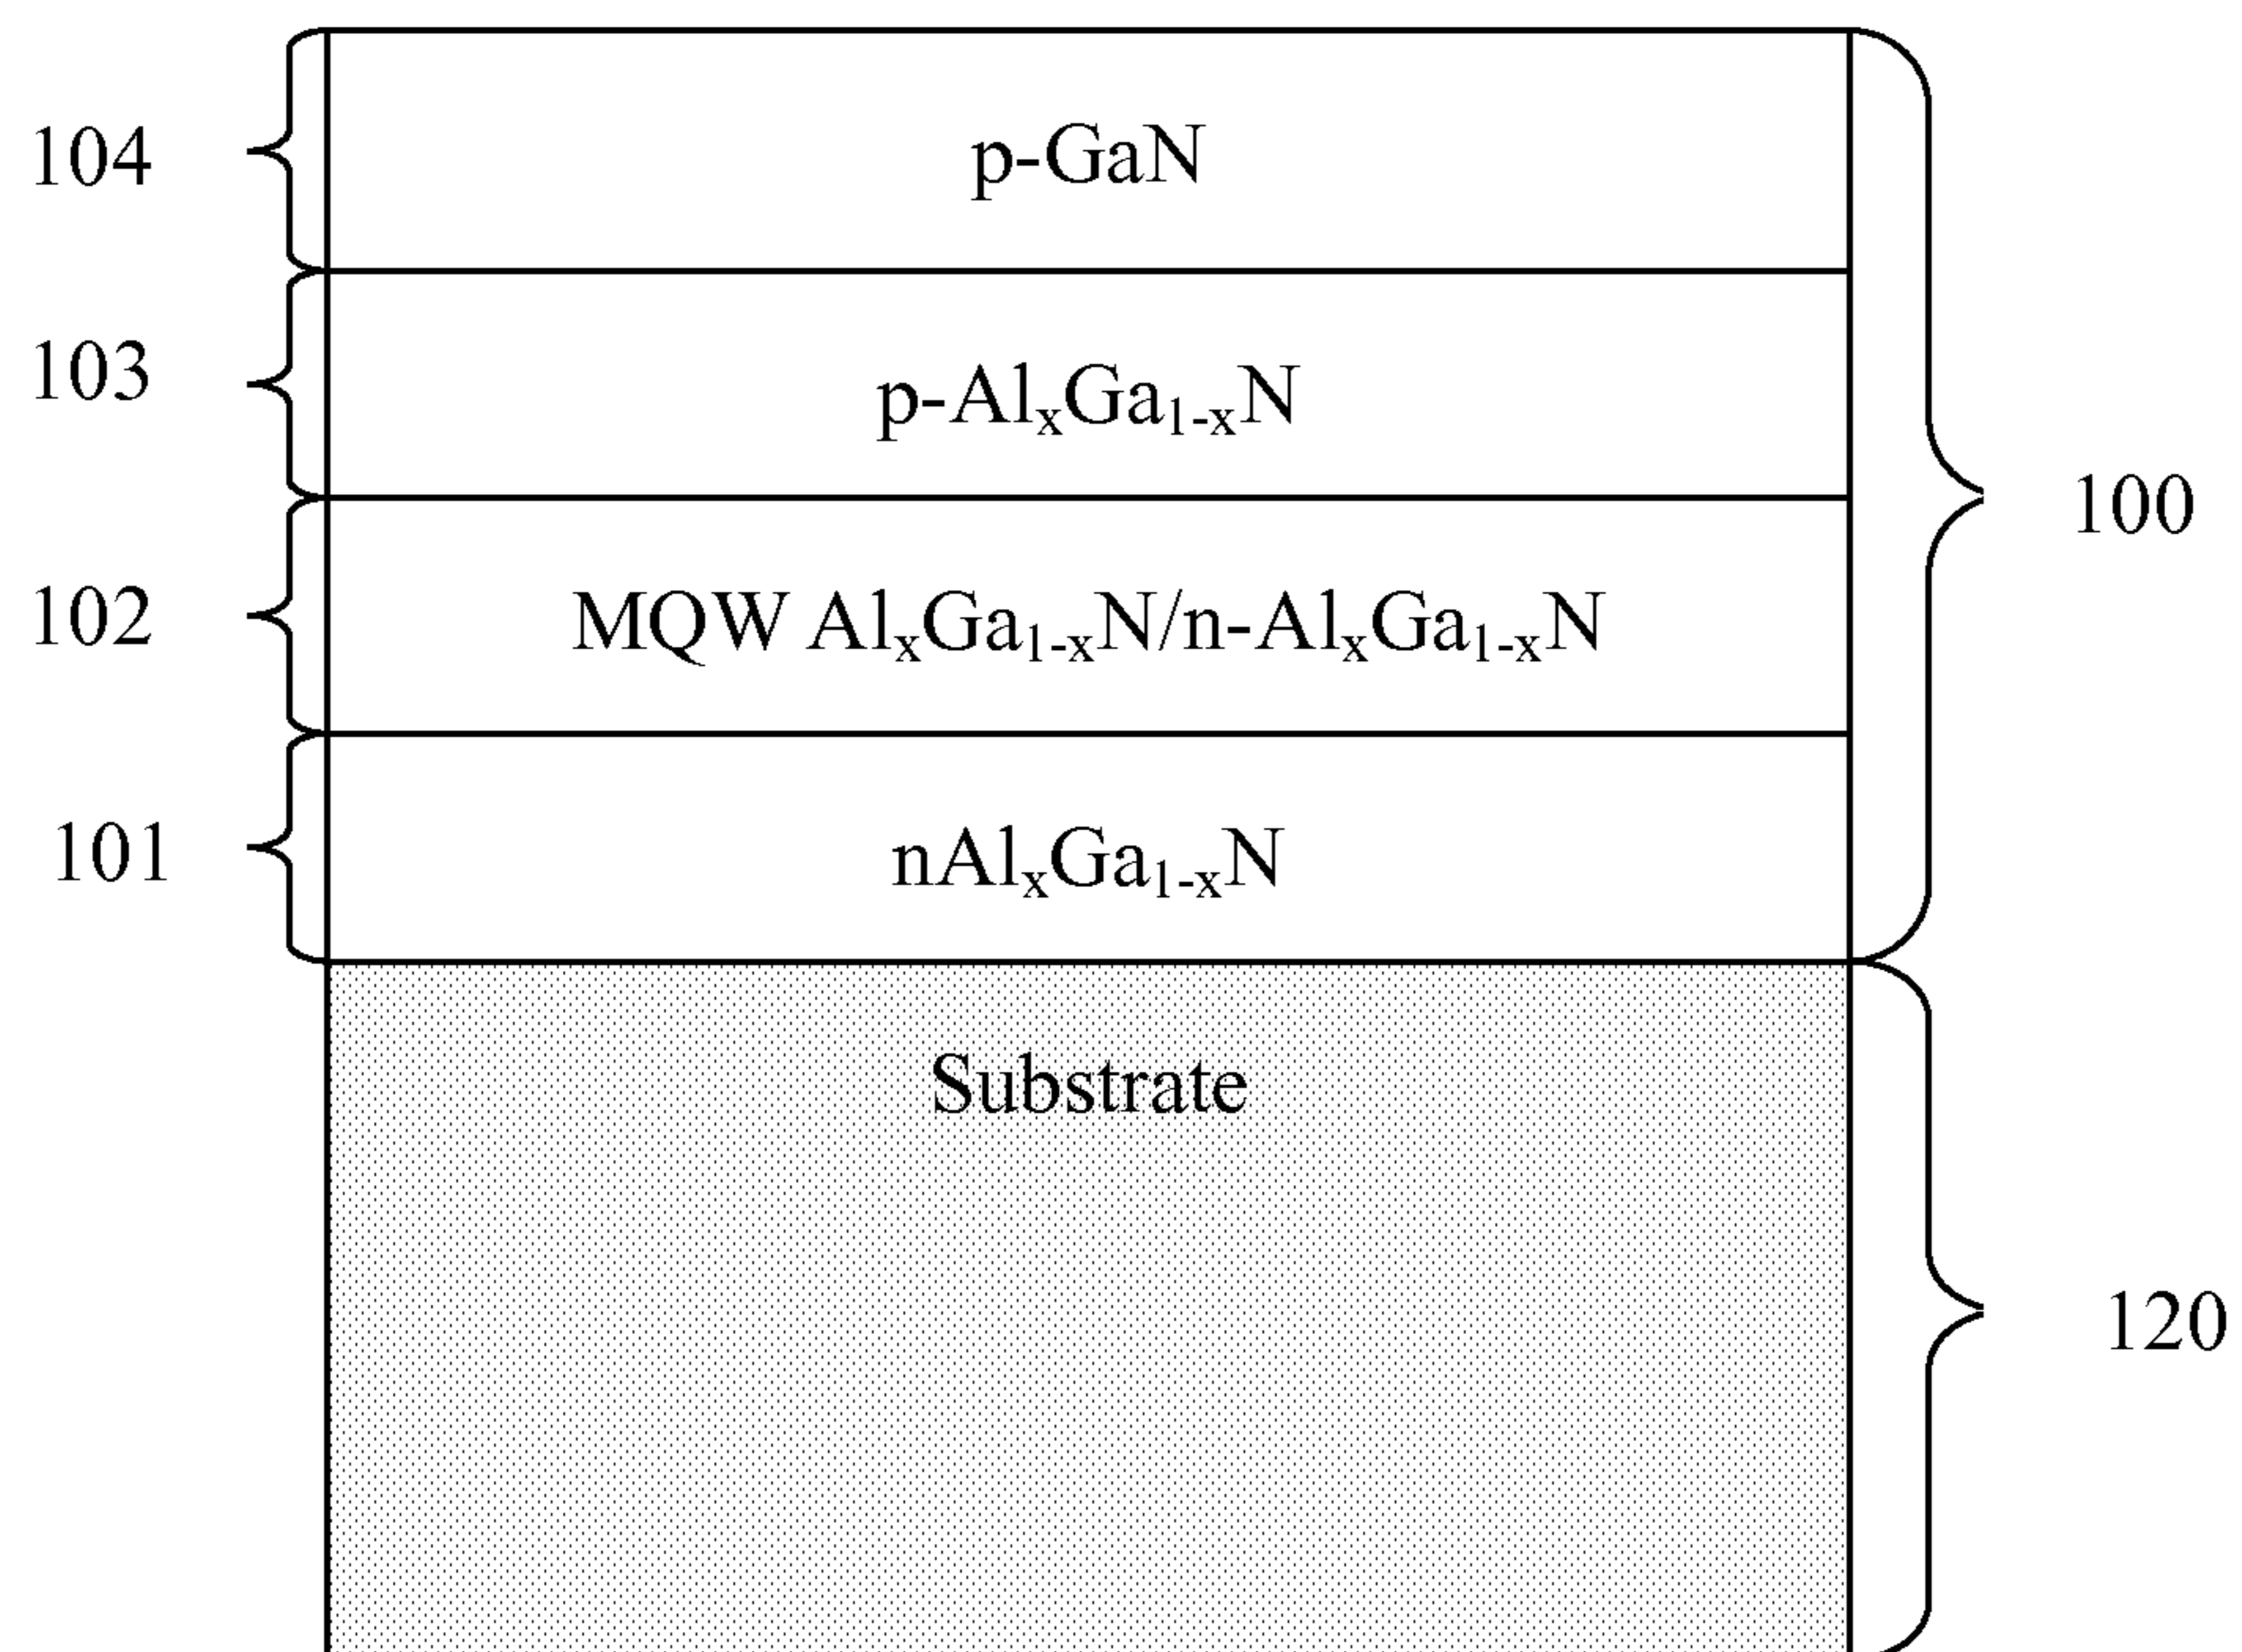 104
p-GaN
103
p-AlₓGa₁₋ₓN
100
102
MQW AlₓGa₁₋ₓN/n-AlₓGa₁₋ₓN
101
nAlₓGa₁₋ₓN
Substrate
120